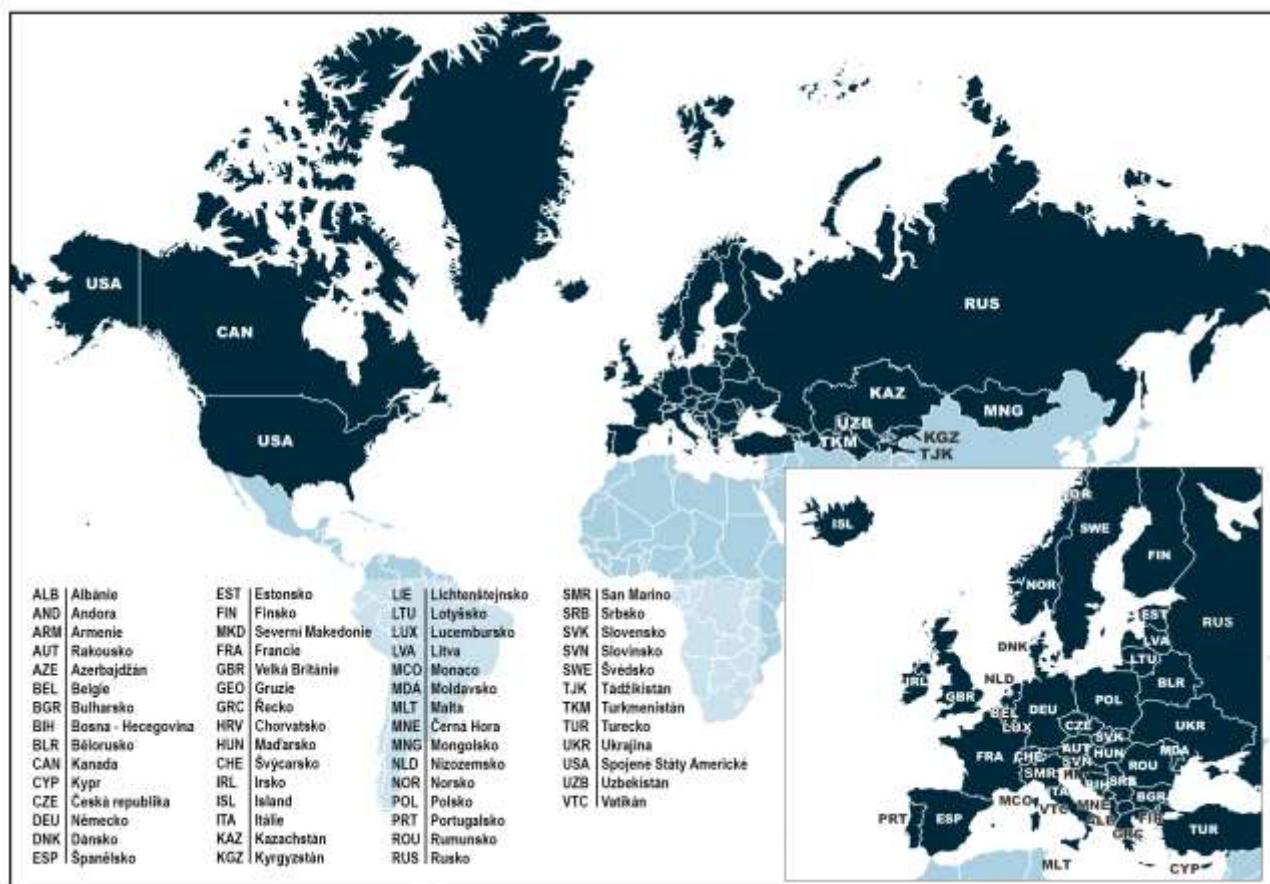 USA
CAN
RUS
KAZ
MNG
UZB
USA
TKM
KGZ
TJK
ALB Albánie
AND Andora
ARM Armenie
AUT Rakousko
AZE Azerbajdžán
BEL Belgie
BGR Bulharsko
BIH Bosna - Hecegovina
BLR Bělorusko
CAN Kanada
CYP Kypr
CZE Česká republika
DEU Německo
DNK Dánsko
ESP Španělsko
EST Estonsko
FIN Finsko
MKD Severní Makedonie
FRA Francie
GBR Velká Británie
GEO Gruzie
GRC Řecko
HRV Chorvatsko
HUN Maďarsko
CHE Švýcarsko
IRL Irsko
ISL Island
ITA Itálie
KAZ Kazachstán
KGZ Kyrgyzstán
LIE Lichtenštejnsko
LTU Lotyšsko
LUX Lucembursko
LVA Litva
MCO Monaco
MDA Moldavsko
MLT Malta
MNE Černá Hora
MNG Mongolsko
NLD Nizozemsko
NOR Norsko
POL Polsko
PRT Portugalsko
ROU Rumunsko
RUS Rusko
SMR San Marino
SRB Srbsko
SVK Slovensko
SVN Slovinsko
SWE Švédsko
TJK Tádžikistán
TKM Turkmenistán
TUR Turecko
UKR Ukrajina
USA Spojené Státy Americké
UZB Uzbekistán
VTC Vatikán
ISL
SWE
FIN
NOR
EST
RUS
LVA
DNK
LTU
IRL
NLD
BLR
GBR
DEU
POL
BEL
LUX
CZE
UKR
SVK
AUT
HUN
MDA
FRA
CHE
SVN
ROU
SMR
BIH
SRB
MCO
VTC
MNE
BGR
PRT
ESP
GRC
TUR
MLT
CYP